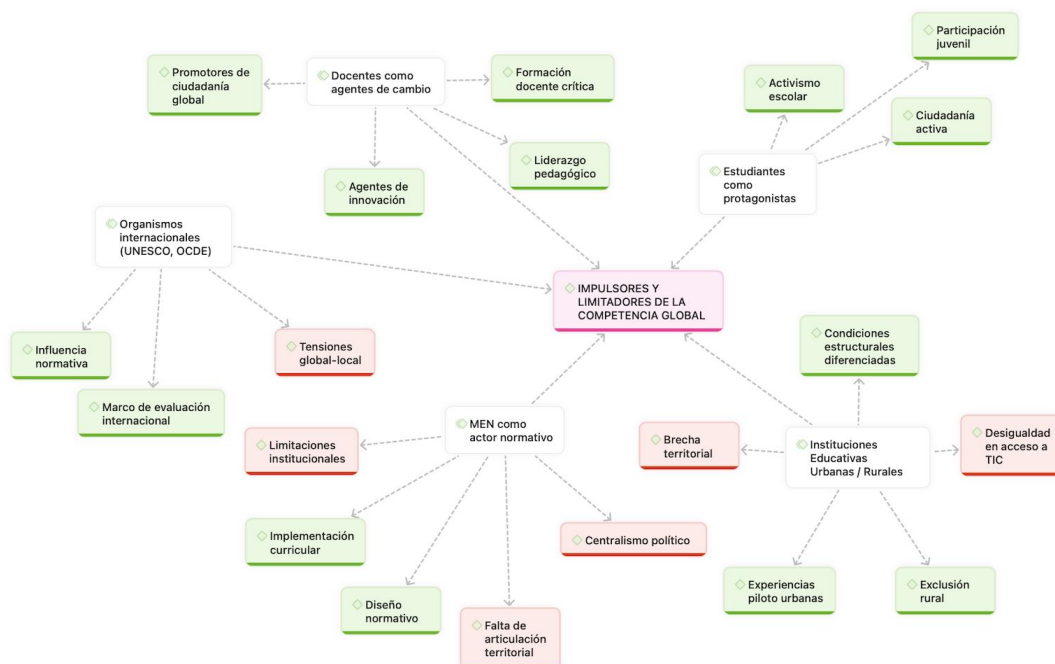 Participación
juvenil
Promotores de
ciudadanía
global
Docentes como
agentes de cambio
Formación
docente crítica
Activismo
escolar
Ciudadanía
activa
Agentes de
innovación
Liderazgo
pedagógico
Estudiantes
como
protagonistas
Organismos
internacionales
(UNESCO, OCDE)
IMPULSORES Y
LIMITADORES DE LA
COMPETENCIA GLOBAL
Influencia
normativa
Tensiones
global-local
Condiciones
estructurales
diferenciadas
Marco de evaluación
internacional
Limitaciones
institucionales
MEN como
actor normativo
Brecha
territorial
Instituciones
Educativas
Urbanas / Rurales
Desigualdad
en acceso a
TIC
Implementación
curricular
Centralismo político
Diseño
normativo
Falta de
articulación
territorial
Experiencias
piloto urbanas
Exclusión
rural